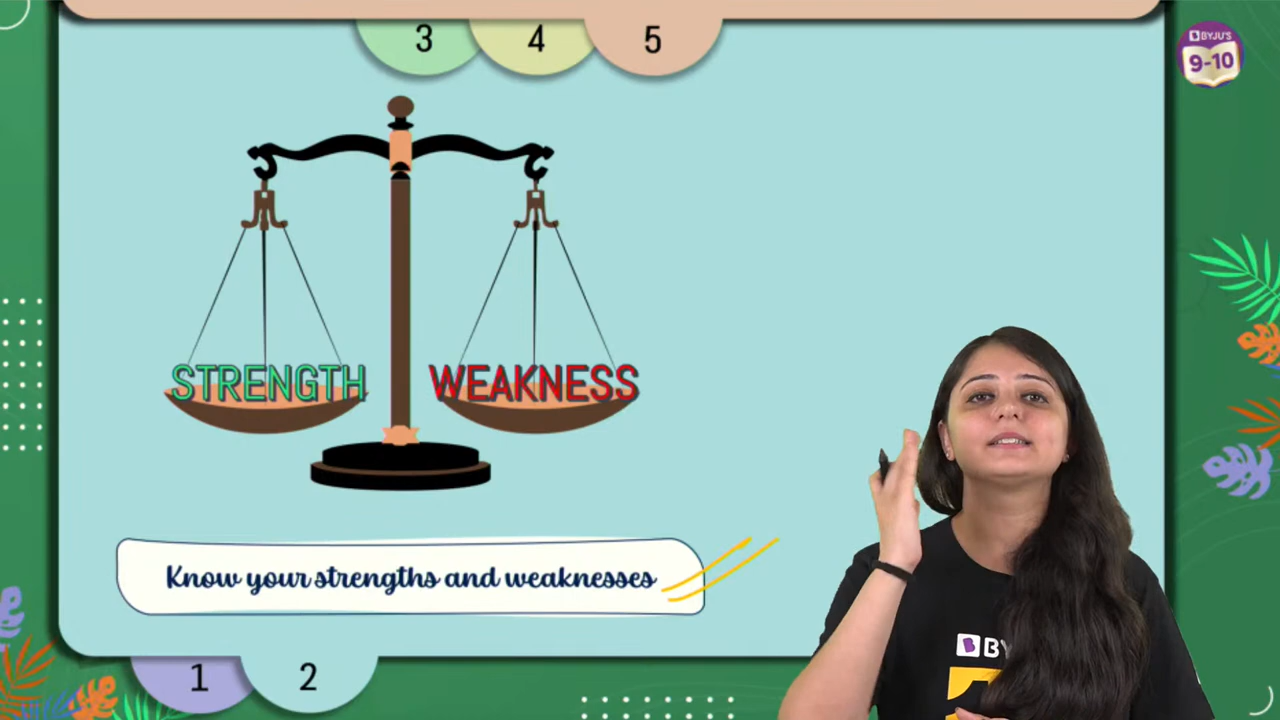 3 4 5
BYJU'S
9-10
STRENGTH WEAKNESS
Know your strengths and weaknesses
BY
1 2